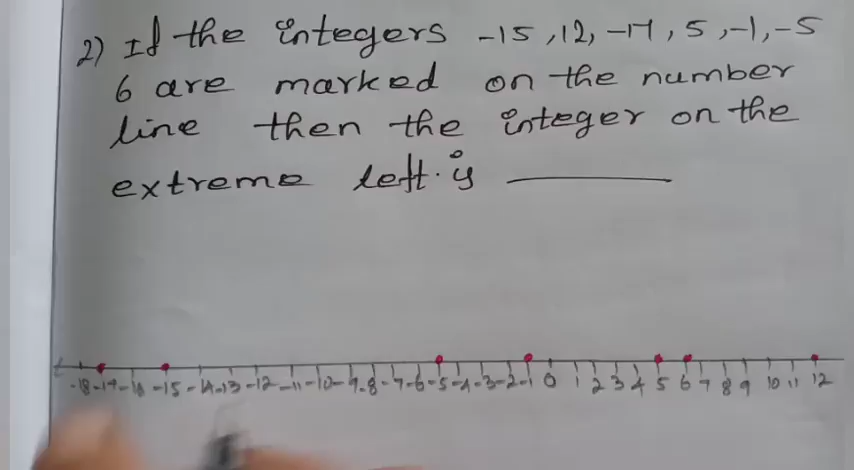 2) If the integers -15, 12, -17, 5, -1, -5
6 are marked on the number
line then the integer on the
extreme left is
-18 -17 -16 -15 -14 -13 -12 -11 -10 -9 -8 -7 -6 -5 -4 -3 -2 -1 0 1 2 3 4 5 6 7 8 9 10 11 12